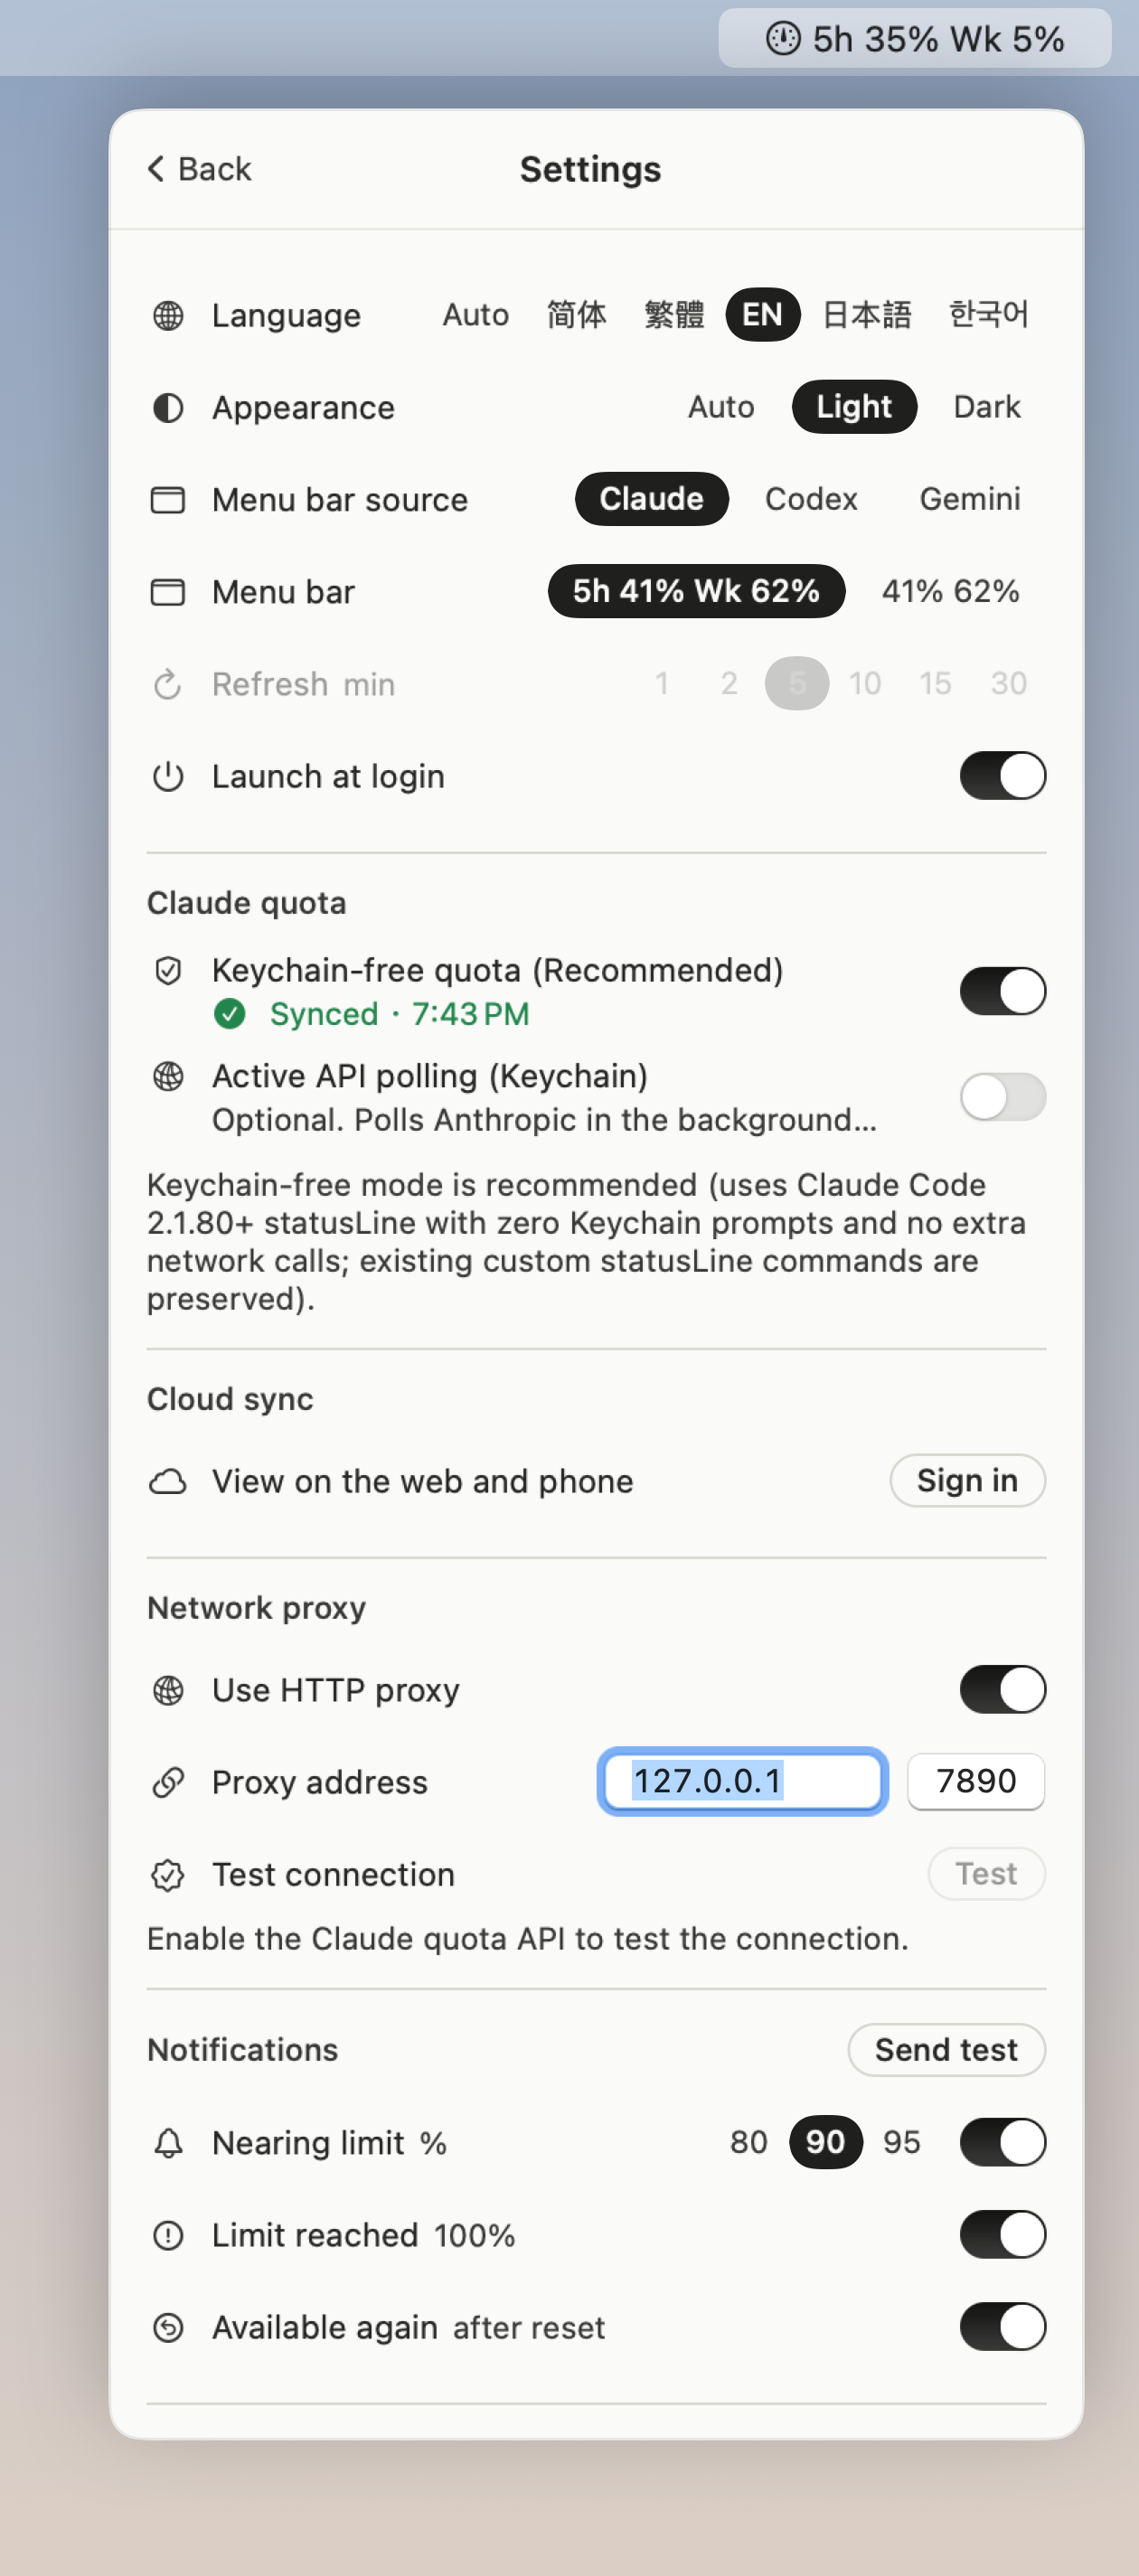 5h 35% Wk 5%
Back
Settings
Language Auto 简体 繁體 EN 日本語 한국어
Appearance Auto Light Dark
Menu bar source Claude Codex Gemini
Menu bar 5h 41% Wk 62% 41% 62%
Refresh min 1 2 5 10 15 30
Launch at login
Claude quota
Keychain-free quota (Recommended)
Synced · 7:43 PM
Active API polling (Keychain)
Optional. Polls Anthropic in the background...
Keychain-free mode is recommended (uses Claude Code
2.1.80+ statusLine with zero Keychain prompts and no extra
network calls; existing custom statusLine commands are
preserved).
Cloud sync
View on the web and phone Sign in
Network proxy
Use HTTP proxy
Proxy address 127.0.0.1 7890
Test connection Test
Enable the Claude quota API to test the connection.
Notifications Send test
Nearing limit % 80 90 95
Limit reached 100%
Available again after reset